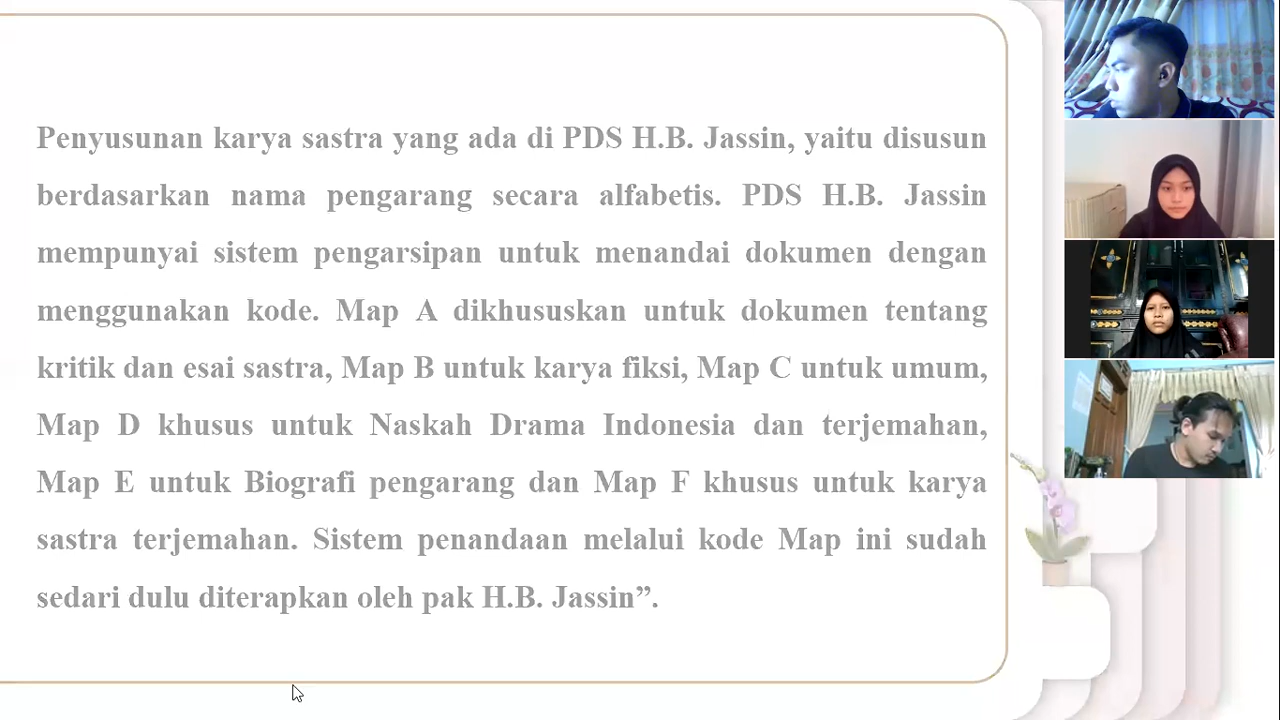 Penyusunan karya sastra yang ada di PDS H.B. Jassin, yaitu disusun
berdasarkan nama pengarang secara alfabetis. PDS H.B. Jassin
mempunyai sistem pengarsipan untuk menandai dokumen dengan
menggunakan kode. Map A dikhususkan untuk dokumen tentang
kritik dan esai sastra, Map B untuk karya fiksi, Map C untuk umum,
Map D khusus untuk Naskah Drama Indonesia dan terjemahan,
Map E untuk Biografi pengarang dan Map F khusus untuk karya
sastra terjemahan. Sistem penandaan melalui kode Map ini sudah
sedari dulu diterapkan oleh pak H.B. Jassin”.